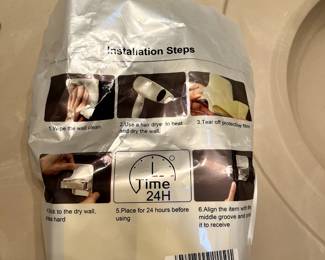 Installation Steps
1.Wipe the wall clean
2.Use a hair dryer to heat
and dry the wall.
3.Tear off protective film
to the dry wall,
hard
Time
24H
5.Place for 24 hours before
using
6.Align the item with the
middle groove and
it to receive